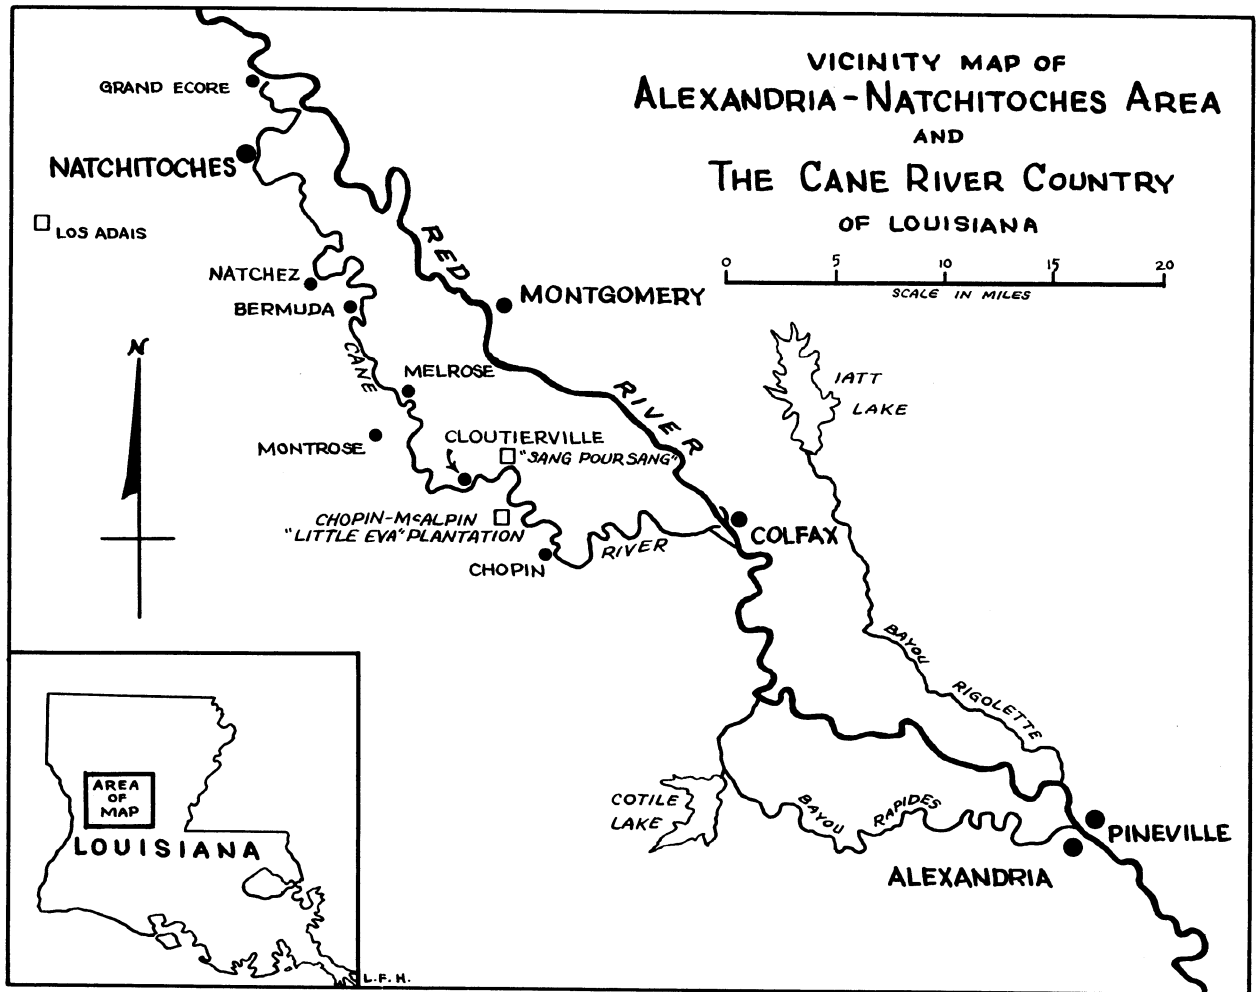 VICINITY MAP OF
ALEXANDRIA-NATCHITOCHES AREA
AND
THE CANE RIVER COUNTRY
OF LOUISIANA
0 5 10 15 20
SCALE IN MILES
GRAND ECORE
NATCHITOCHES
LOS ADAIS
RED
NATCHEZ
MONTGOMERY
BERMUDA
N
CANE
MELROSE
RIVER
IATT
LAKE
MONTROSE
CLOUTIERVILLE
"SANG POUR SANG"
CHOPIN-McALPIN
"LITTLE EVA" PLANTATION
COLFAX
RIVER
CHOPIN
BAYOU
RIGOLETTE
COTILE
LAKE
BAYOU
RAPIDES
PINEVILLE
ALEXANDRIA
AREA
OF
MAP
LOUISIANA
L.F.H.